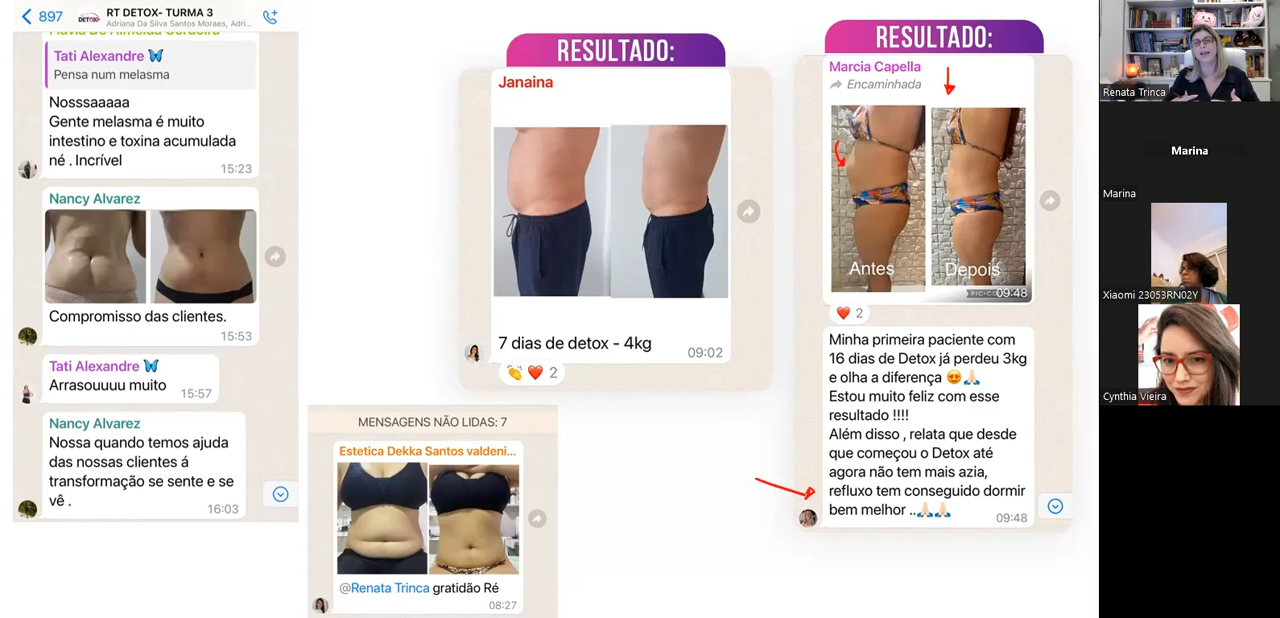 897
RT DETOX- TURMA 3
Adriana Da Silva Santos Moraes, Adri...
Flavia De Almeida Cerdeira
Tati Alexandre 🦋
Pensa num melasma
Nosssaaaaa
Gente melasma é muito
intestino e toxina acumulada
né . Incrível
15:23
Nancy Alvarez
Compromisso das clientes.
15:53
Tati Alexandre 🦋
Arrasouuuu muito
15:57
Nancy Alvarez
Nossa quando temos ajuda
das nossas clientes á
transformação se sente e se
vê .
16:03
MENSAGENS NÃO LIDAS: 7
Estetica Dekka Santos valdeni...
@Renata Trinca gratidão Ré
08:27
RESULTADO:
Janaina
7 dias de detox - 4kg
09:02
👏❤️ 2
RESULTADO:
Marcia Capella
Encaminhada
Antes
Depois
09:48
❤️ 2
Minha primeira paciente com
16 dias de Detox já perdeu 3kg
e olha a diferença 😍🙏🏻
Estou muito feliz com esse
resultado !!!!
Além disso , relata que desde
que começou o Detox até
agora não tem mais azia,
refluxo tem conseguido dormir
bem melhor ..🙏🏻🙏🏻
09:48
Renata Trinca
Marina
Marina
Xiaomi 23053RN02Y
Cynthia Vieira